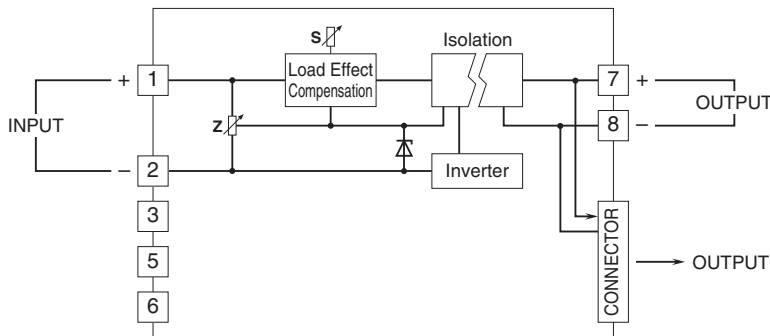 S
Isolation
+ 1 Load Effect 7 +
Compensation
INPUT Z OUTPUT
8 −
− 2 Inverter
3
5 CONNECTOR OUTPUT
6